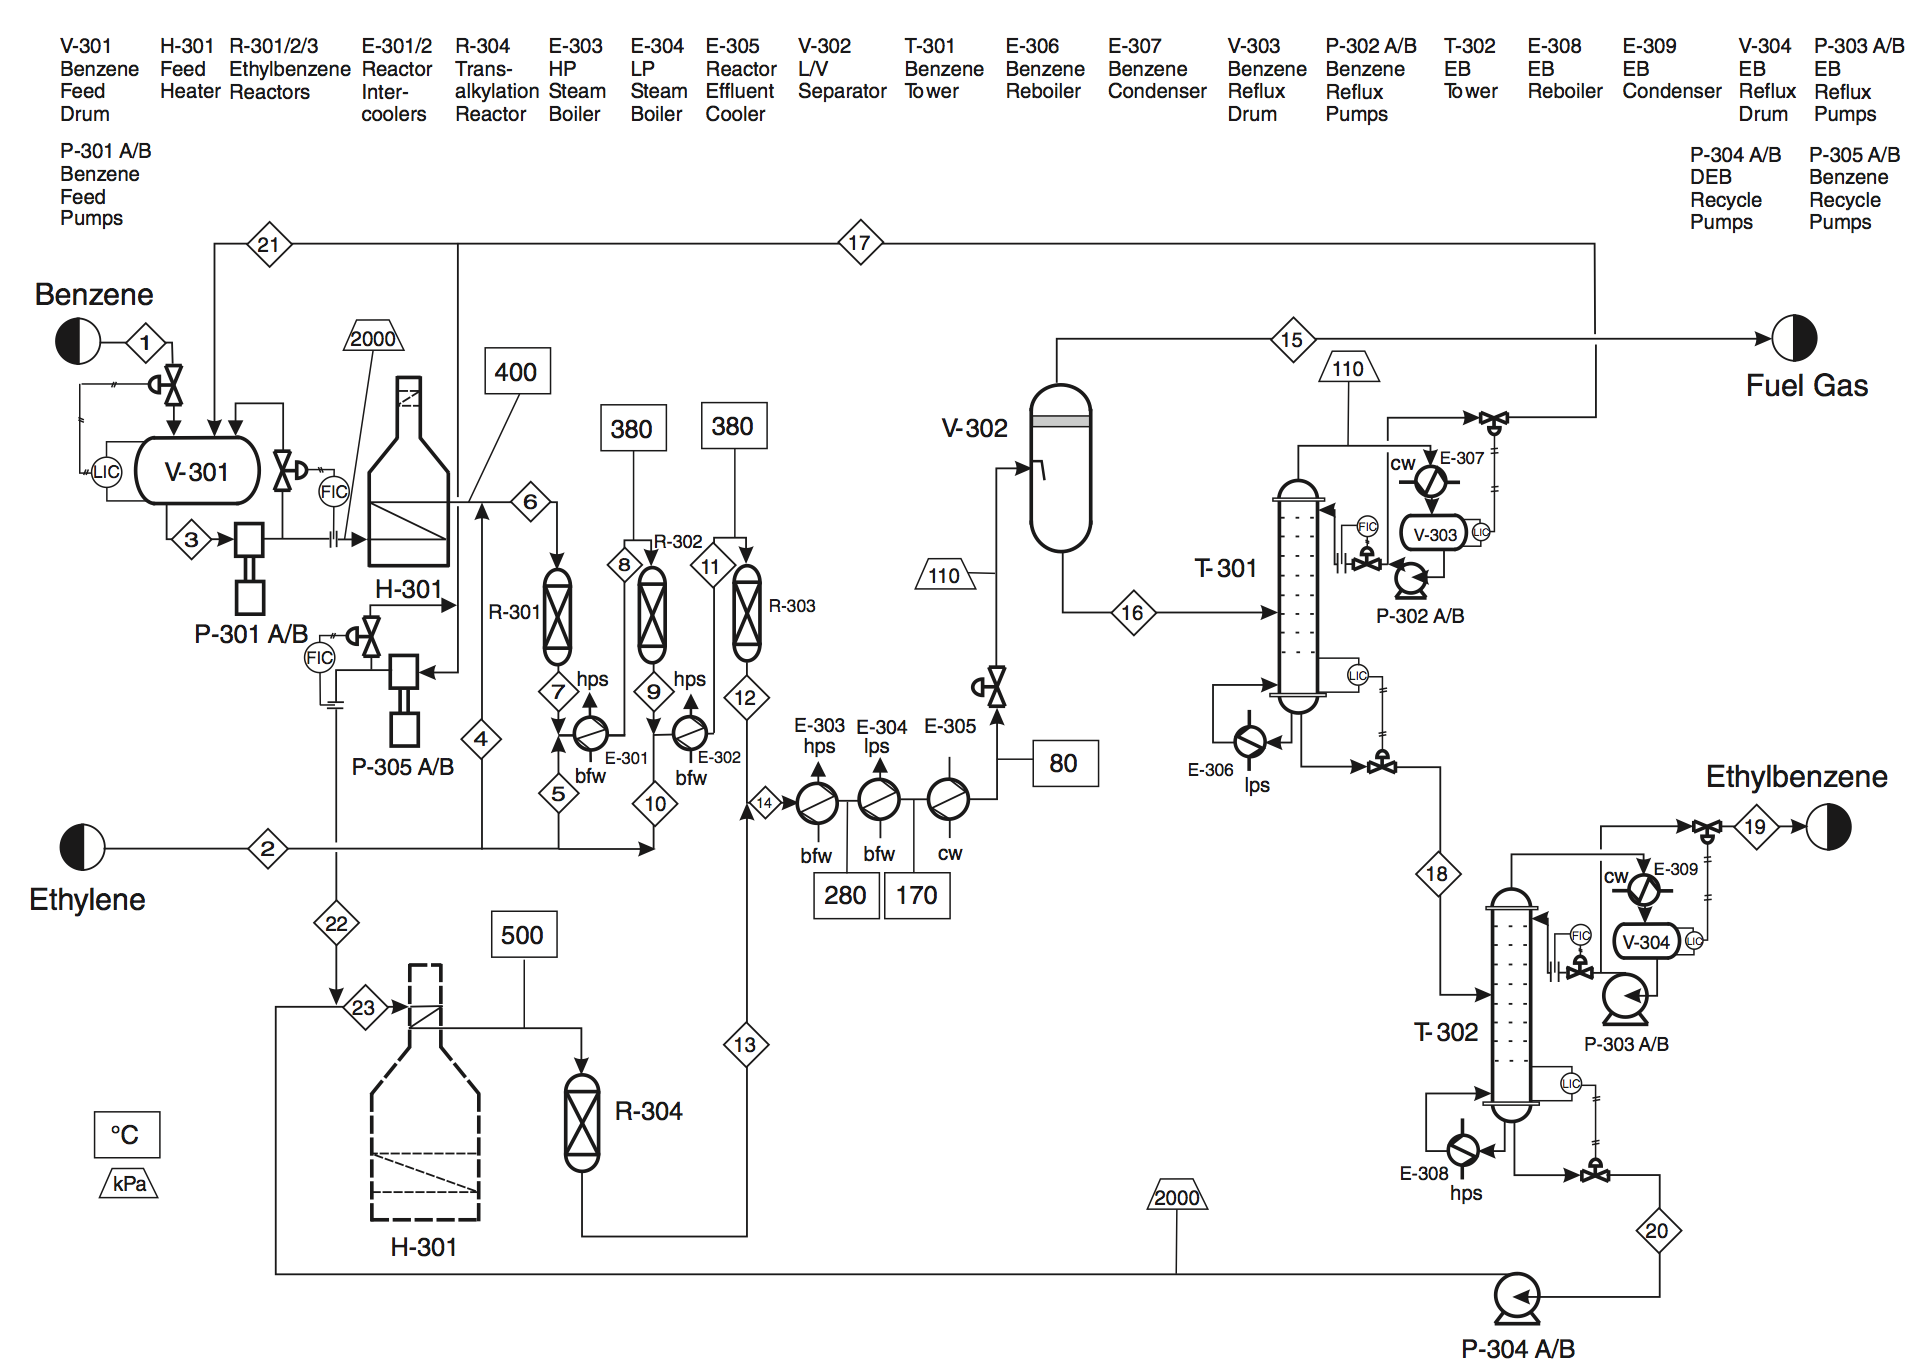 V-301
Benzene
Feed
Drum
H-301
Feed
Heater
R-301/2/3
Ethylbenzene
Reactors
E-301/2
Reactor
Inter-
coolers
R-304
Trans-
alkylation
Reactor
E-303
HP
Steam
Boiler
E-304
LP
Steam
Boiler
E-305
Reactor
Effluent
Cooler
V-302
L/V
Separator
T-301
Benzene
Tower
E-306
Benzene
Reboiler
E-307
Benzene
Condenser
V-303
Benzene
Reflux
Drum
P-302 A/B
Benzene
Reflux
Pumps
T-302
EB
Tower
E-308
EB
Reboiler
E-309
EB
Condenser
V-304
EB
Reflux
Drum
P-303 A/B
EB
Reflux
Pumps
P-301 A/B
Benzene
Feed
Pumps
P-304 A/B
DEB
Recycle
Pumps
P-305 A/B
Benzene
Recycle
Pumps
21
17
Benzene
1
2000
400
380
380
15
110
Fuel Gas
V-302
LIC
V-301
FIC
3
6
cw
E-307
V-303
LIC
FIC
H-301
P-301 A/B
8
R-302
11
R-301
R-303
110
T-301
P-302 A/B
16
FIC
P-305 A/B
7
hps
9
hps
12
LIC
4
E-301
bfw
E-302
bfw
5
10
E-303
hps
E-304
lps
E-305
14
bfw
bfw
cw
80
E-306
lps
280
170
Ethylbenzene
19
2
Ethylene
18
cw
E-309
V-304
LIC
FIC
22
500
23
T-302
P-303 A/B
13
R-304
LIC
°C
kPa
H-301
E-308
hps
2000
20
P-304 A/B